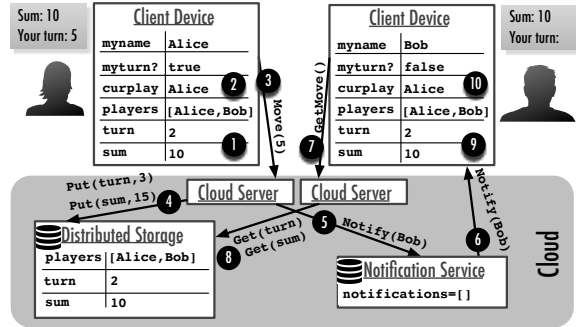 Sum: 10
Your turn: 5
Client Device
myname Alice
myturn? true
curplay Alice
players [Alice,Bob]
turn 2
sum 10
2
1
3
Move(5)
Client Device
myname Bob
myturn? false
curplay Alice
players [Alice,Bob]
turn 2
sum 10
10
9
7
GetMove()
Sum: 10
Your turn:
Cloud Server
Cloud Server
Put(turn,3)
Put(sum,15)
4
Get(turn)
Get(sum)
8
5
Notify(Bob)
6
Notify(Bob)
Cloud
Distributed Storage
players [Alice,Bob]
turn 2
sum 10
Notification Service
notifications=[]